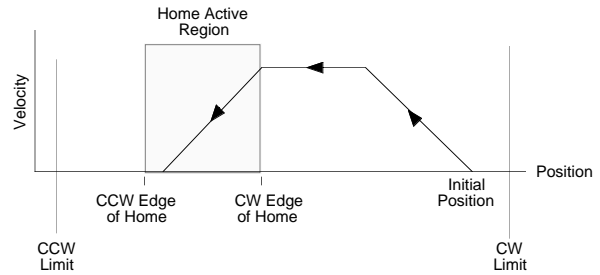 Home Active
Region
Velocity
Position
CCW Edge
of Home
CW Edge
of Home
Initial
Position
CCW
Limit
CW
Limit